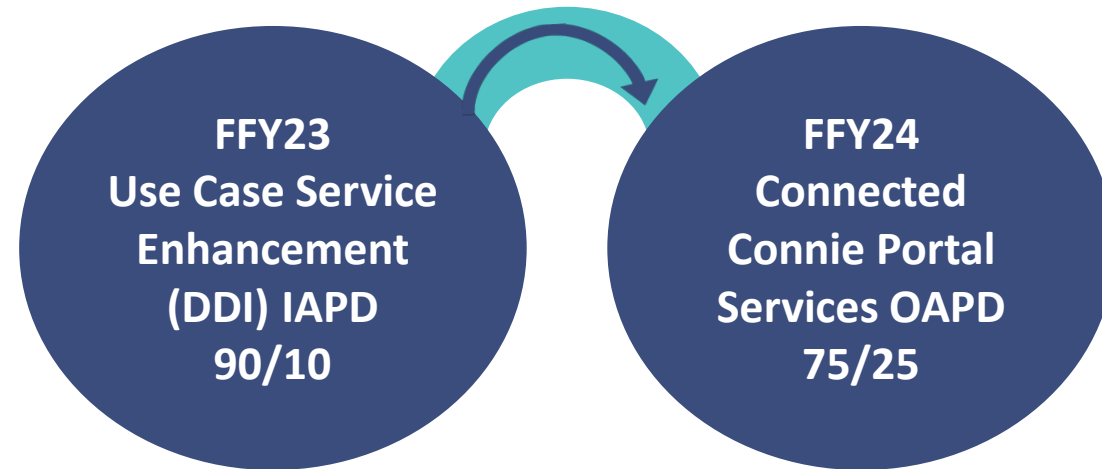 FFY23
Use Case Service
Enhancement
(DDI) IAPD
90/10
FFY24
Connected
Connie Portal
Services OAPD
75/25